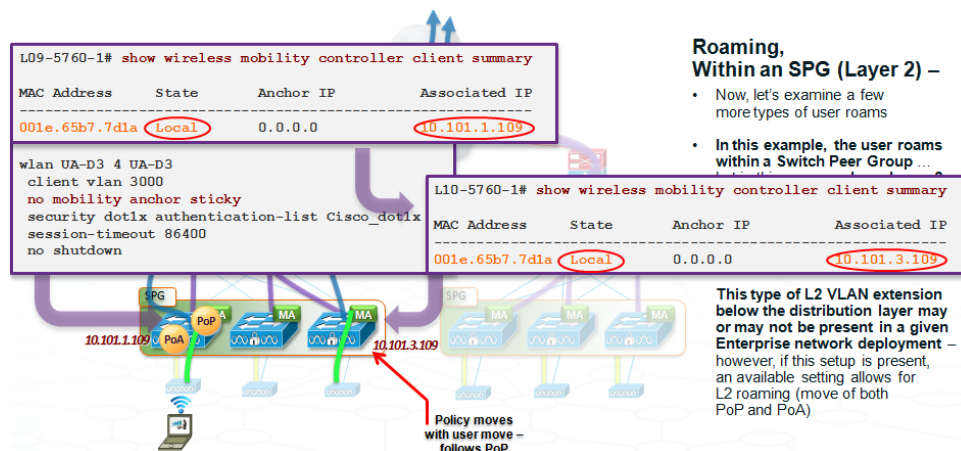 L09-5760-1# show wireless mobility controller client summary
MAC Address State Anchor IP Associated IP
001e.65b7.7d1a Local 0.0.0.0 10.101.1.109
wlan UA-D3 4 UA-D3
client vlan 3000
no mobility anchor sticky
security dot1x authentication-list Cisco_dot1x
session-timeout 86400
no shutdown
L10-5760-1# show wireless mobility controller client summary
MAC Address State Anchor IP Associated IP
001e.65b7.7d1a Local 0.0.0.0 10.101.3.109
Roaming,
Within an SPG (Layer 2) –
• Now, let's examine a few
more types of user roams
• In this example, the user roams
within a Switch Peer Group …
This type of L2 VLAN extension
below the distribution layer may
or may not be present in a given
Enterprise network deployment –
however, if this setup is present,
an available setting allows for
L2 roaming (move of both
PoP and PoA)
SPG
PoP
MA
MA
PoA
10.101.1.109
10.101.3.109
SPG
MA
MA
MA
Policy moves
with user move –
follows PoP